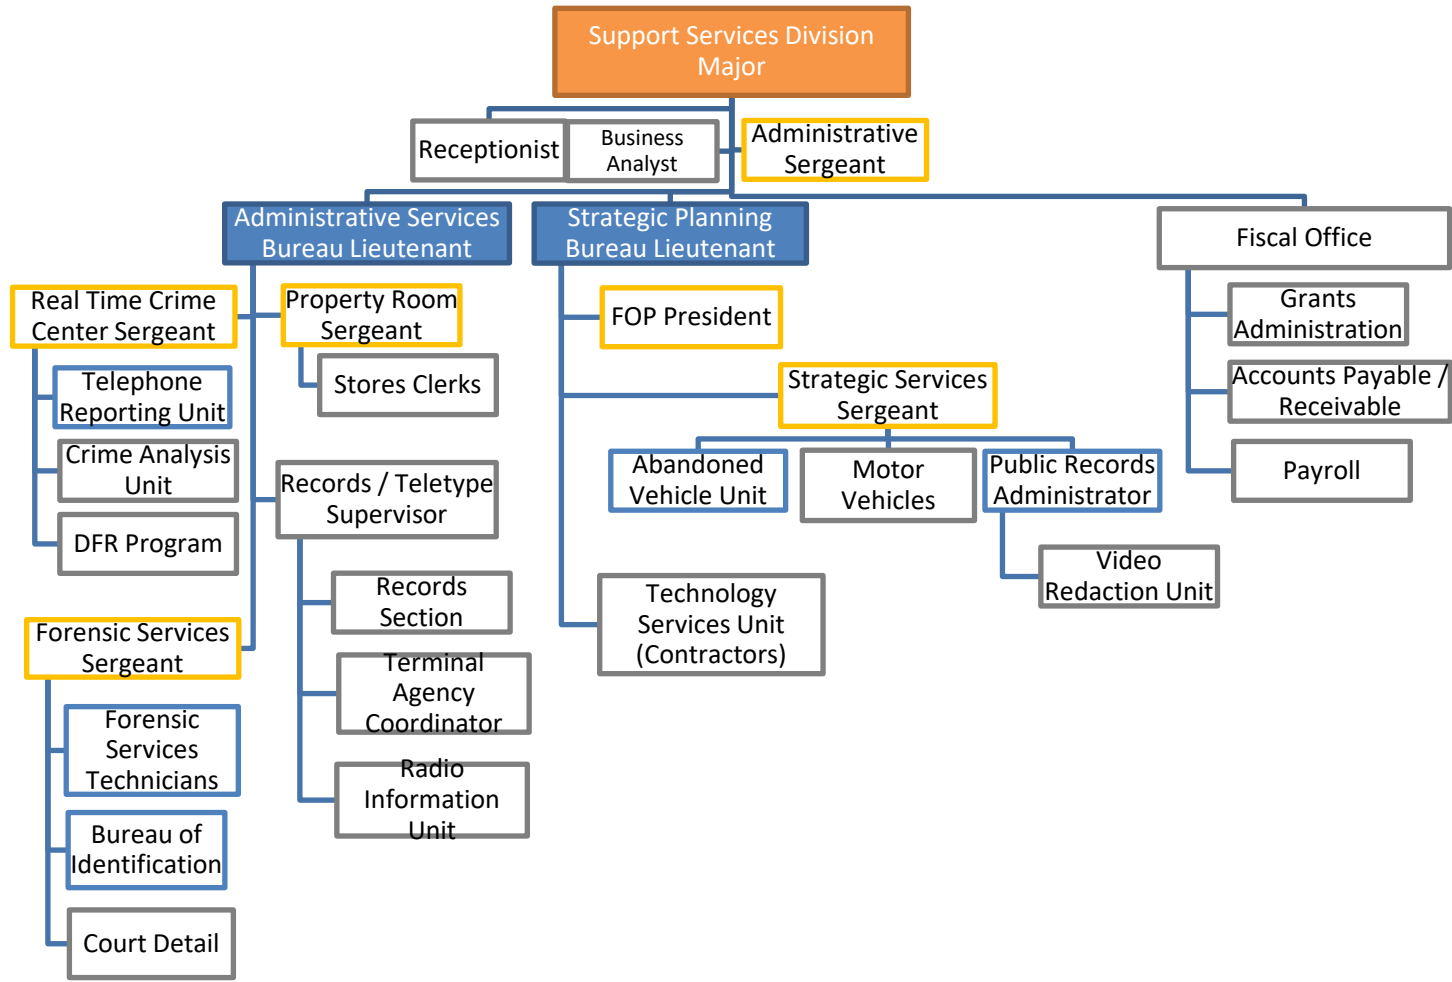 Support Services Division
Major
Receptionist
Business
Analyst
Administrative
Sergeant
Administrative Services
Bureau Lieutenant
Strategic Planning
Bureau Lieutenant
Fiscal Office
Real Time Crime
Center Sergeant
Property Room
Sergeant
Telephone
Reporting Unit
Stores Clerks
Crime Analysis
Unit
DFR Program
Records / Teletype
Supervisor
Records
Section
Terminal
Agency
Coordinator
Radio
Information
Unit
Forensic Services
Sergeant
Forensic
Services
Technicians
Bureau of
Identification
Court Detail
FOP President
Strategic Services
Sergeant
Abandoned
Vehicle Unit
Motor
Vehicles
Public Records
Administrator
Video
Redaction Unit
Technology
Services Unit
(Contractors)
Grants
Administration
Accounts Payable /
Receivable
Payroll